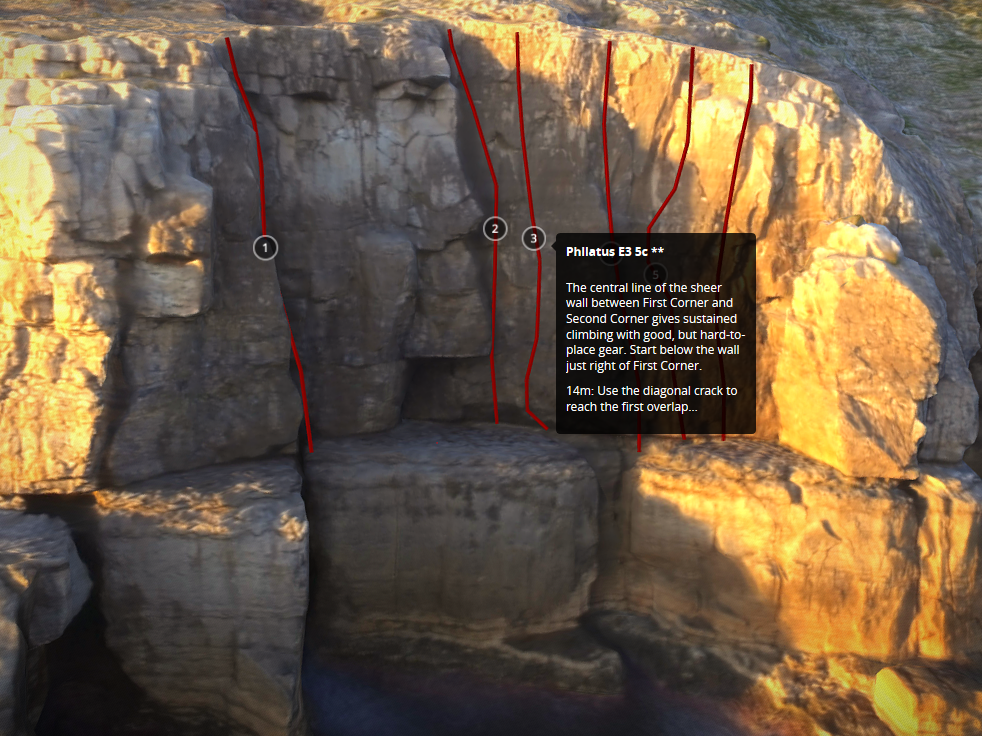 1
2
3
Philatus E3 5c **
5
The central line of the sheer
wall between First Corner and
Second Corner gives sustained
climbing with good, but hard-to-
place gear. Start below the wall
just right of First Corner.
14m: Use the diagonal crack to
reach the first overlap...